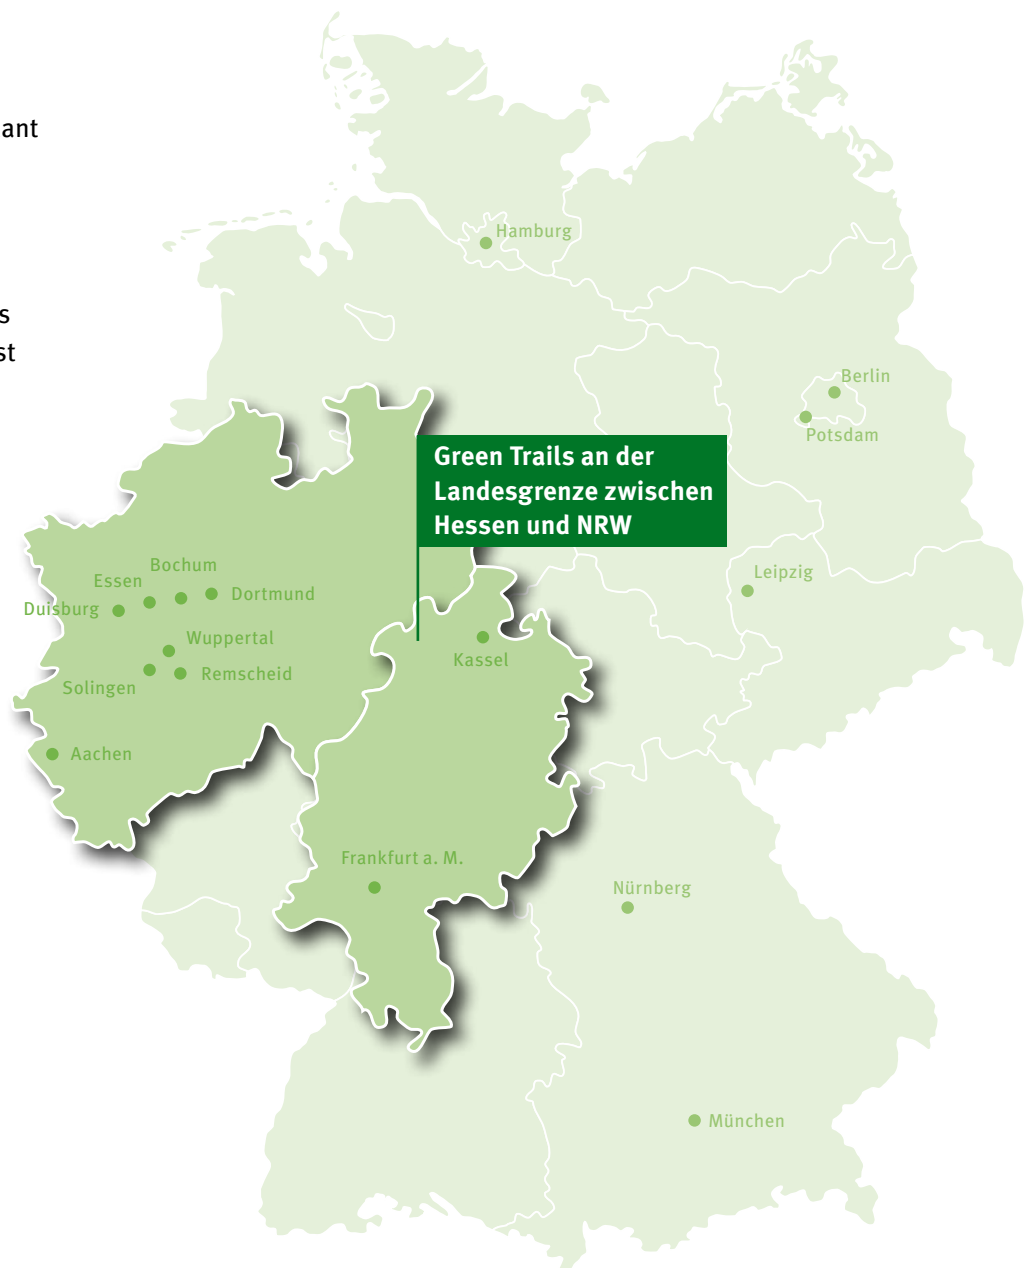 ant
Hamburg
s
st
Berlin
Potsdam
Green Trails an der
Landesgrenze zwischen
Hessen und NRW
Bochum
Essen
Leipzig
Duisburg
Dortmund
Wuppertal
Kassel
Solingen
Remscheid
Aachen
Frankfurt a. M.
Nürnberg
München